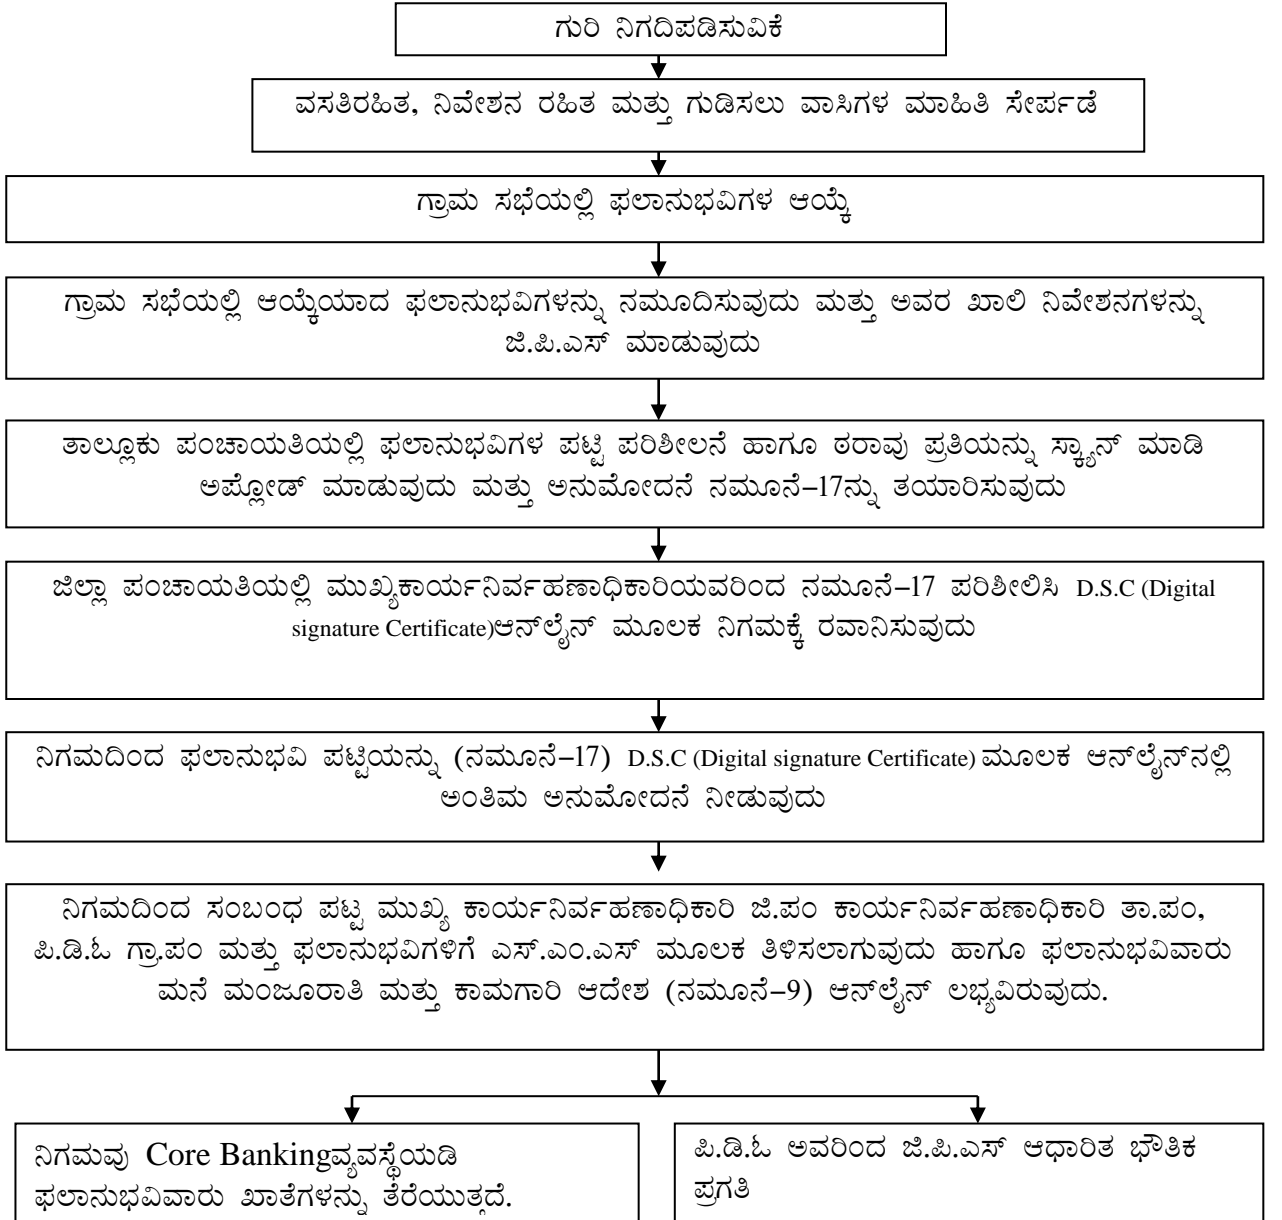 ಗುರಿ ನಿಗದಿಪಡಿಸುವಿಕೆ
ವಸತಿರಹಿತ, ನಿವೇಶನ ರಹಿತ ಮತ್ತು ಗುಡಿಸಲು ವಾಸಿಗಳ ಮಾಹಿತಿ ಸೇರ್ಪಡೆ
ಗ್ರಾಮ ಸಭೆಯಲ್ಲಿ ಫಲಾನುಭವಿಗಳ ಆಯ್ಕೆ
ಗ್ರಾಮ ಸಭೆಯಲ್ಲಿ ಆಯ್ಕೆಯಾದ ಫಲಾನುಭವಿಗಳನ್ನು ನಮೂದಿಸುವುದು ಮತ್ತು ಅವರ ಖಾಲಿ ನಿವೇಶನಗಳನ್ನು
ಜಿ.ಪಿ.ಎಸ್ ಮಾಡುವುದು
ತಾಲ್ಲೂಕು ಪಂಚಾಯತಿಯಲ್ಲಿ ಫಲಾನುಭವಿಗಳ ಪಟ್ಟಿ ಪರಿಶೀಲನೆ ಹಾಗೂ ಠರಾವು ಪ್ರತಿಯನ್ನು ಸ್ಕ್ಯಾನ್ ಮಾಡಿ
ಅಪ್ಲೋಡ್ ಮಾಡುವುದು ಮತ್ತು ಅನುಮೋದನೆ ನಮೂನೆ–17ನ್ನು ತಯಾರಿಸುವುದು
ಜಿಲ್ಲಾ ಪಂಚಾಯತಿಯಲ್ಲಿ ಮುಖ್ಯಕಾರ್ಯನಿರ್ವಹಣಾಧಿಕಾರಿಯವರಿಂದ ನಮೂನೆ–17 ಪರಿಶೀಲಿಸಿ D.S.C (Digital
signature Certificate)ಆನ್‌ಲೈನ್ ಮೂಲಕ ನಿಗಮಕ್ಕೆ ರವಾನಿಸುವುದು
ನಿಗಮದಿಂದ ಫಲಾನುಭವಿ ಪಟ್ಟಿಯನ್ನು (ನಮೂನೆ–17) D.S.C (Digital signature Certificate) ಮೂಲಕ ಆನ್‌ಲೈನ್‌ನಲ್ಲಿ
ಅಂತಿಮ ಅನುಮೋದನೆ ನೀಡುವುದು
ನಿಗಮದಿಂದ ಸಂಬಂಧ ಪಟ್ಟ ಮುಖ್ಯ ಕಾರ್ಯನಿರ್ವಹಣಾಧಿಕಾರಿ ಜಿ.ಪಂ ಕಾರ್ಯನಿರ್ವಹಣಾಧಿಕಾರಿ ತಾ.ಪಂ,
ಪಿ.ಡಿ.ಓ ಗ್ರಾ.ಪಂ ಮತ್ತು ಫಲಾನುಭವಿಗಳಿಗೆ ಎಸ್.ಎಂ.ಎಸ್ ಮೂಲಕ ತಿಳಿಸಲಾಗುವುದು ಹಾಗೂ ಫಲಾನುಭವಿವಾರು
ಮನೆ ಮಂಜೂರಾತಿ ಮತ್ತು ಕಾಮಗಾರಿ ಆದೇಶ (ನಮೂನೆ–9) ಆನ್‌ಲೈನ್ ಲಭ್ಯವಿರುವುದು.
ನಿಗಮವು Core Bankingವ್ಯವಸ್ಥೆಯಡಿ
ಫಲಾನುಭವಿವಾರು ಖಾತೆಗಳನ್ನು ತೆರೆಯುತ್ತದೆ.
ಪಿ.ಡಿ.ಓ ಅವರಿಂದ ಜಿ.ಪಿ.ಎಸ್ ಆಧಾರಿತ ಭೌತಿಕ
ಪ್ರಗತಿ